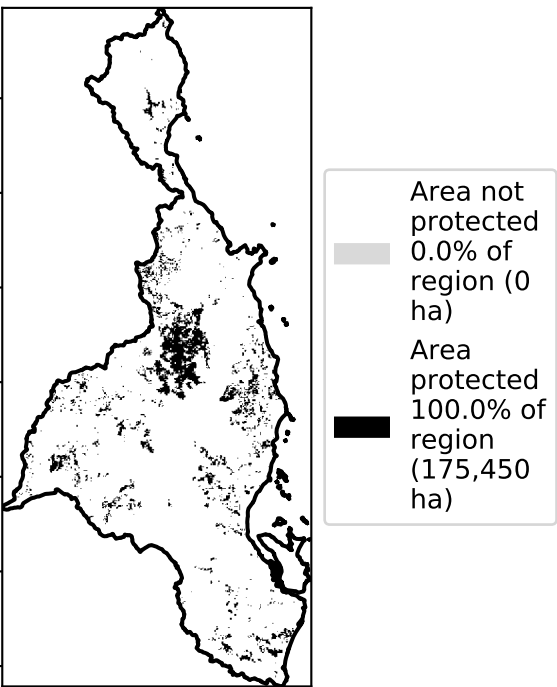 Area not
protected
0.0% of
region (0
ha)
Area
protected
100.0% of
region
(175,450
ha)